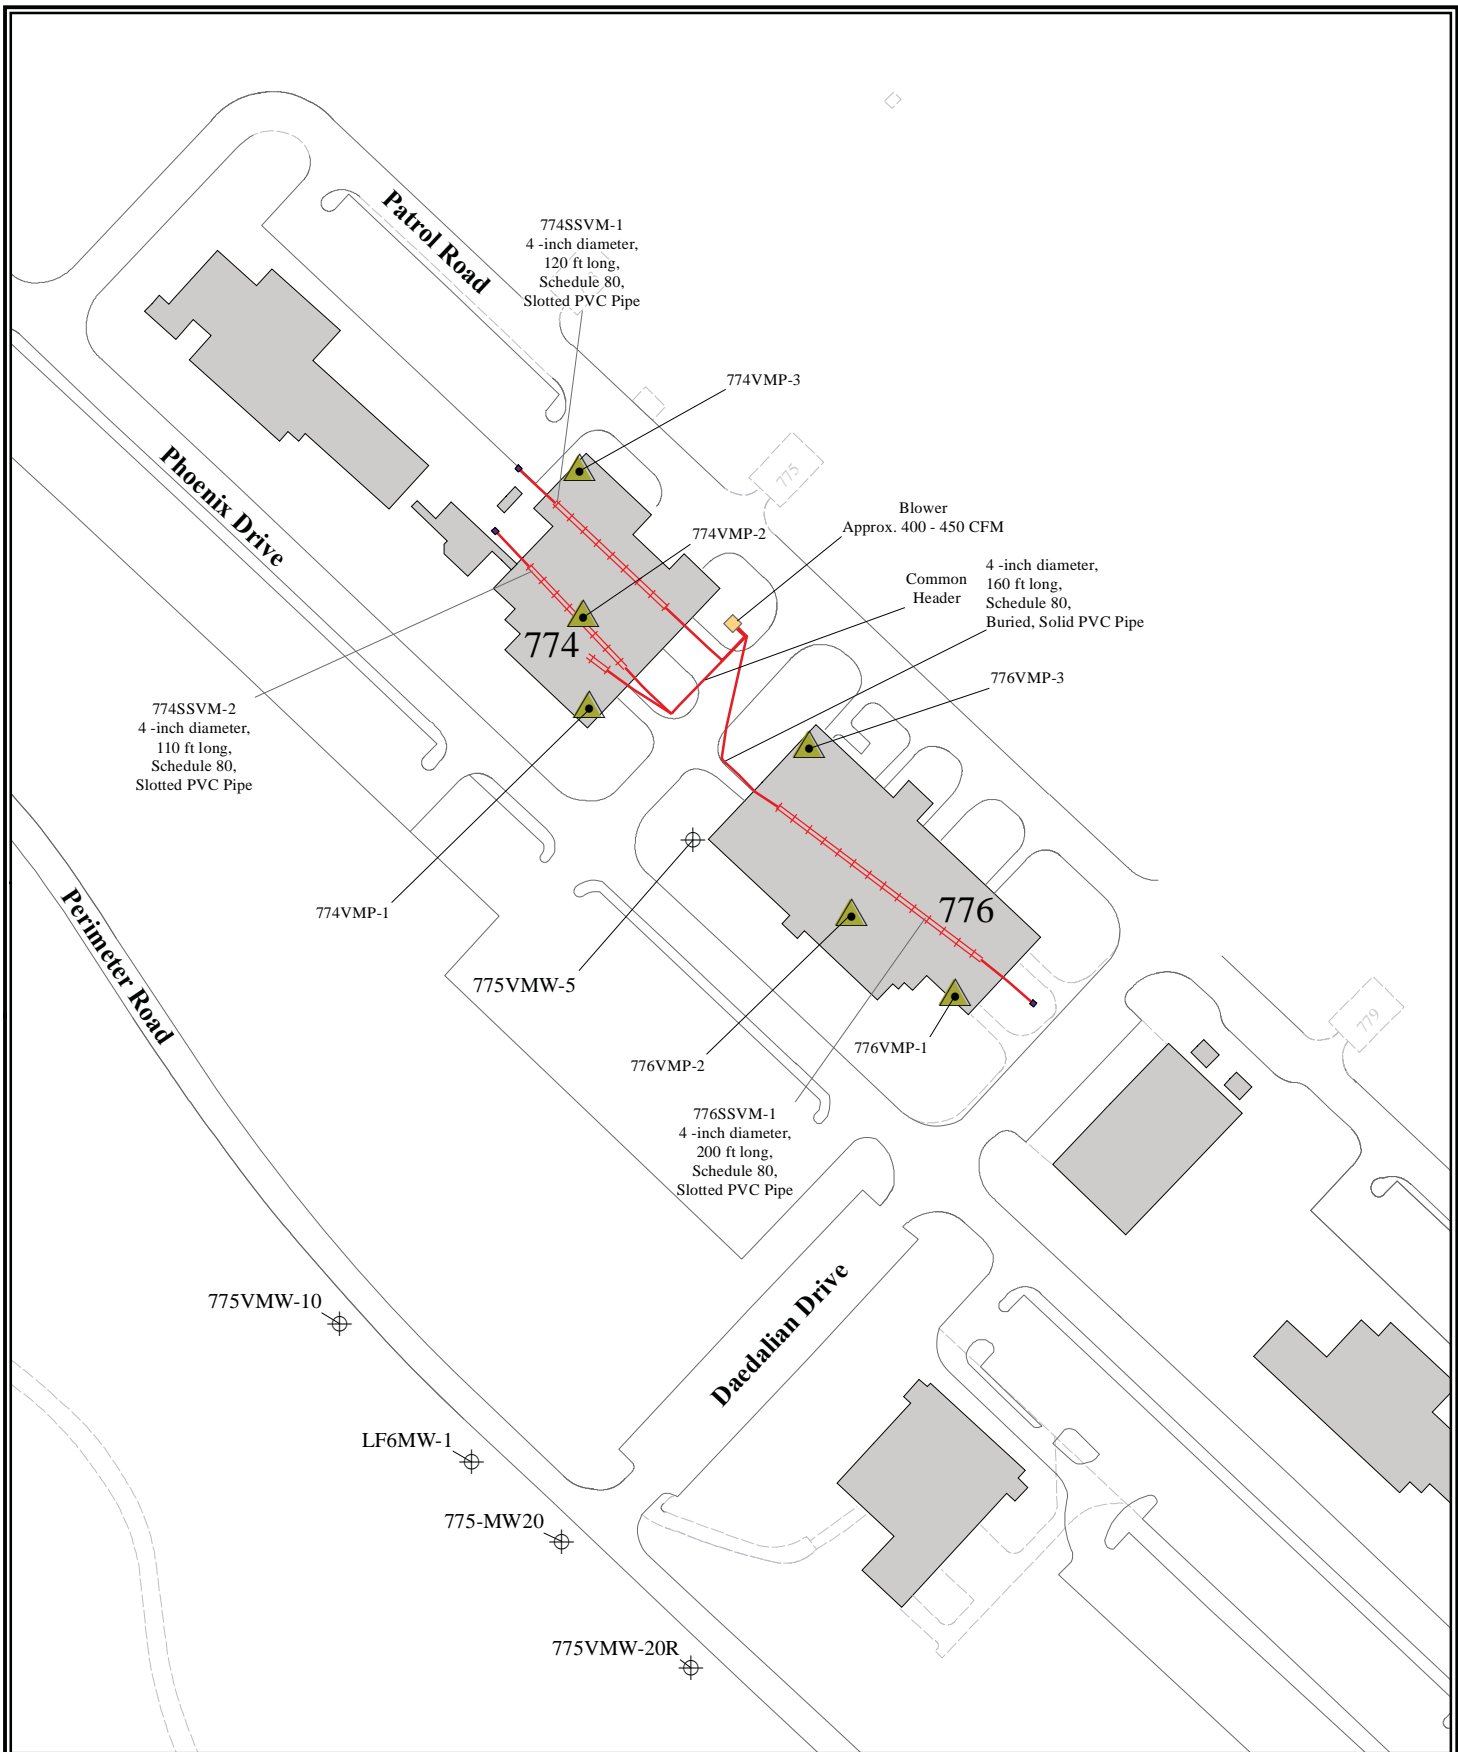 Patrol Road
774SSVM-1
4 -inch diameter,
120 ft long,
Schedule 80,
Slotted PVC Pipe
774VMP-3
Phoenix Drive
775
Blower
Approx. 400 - 450 CFM
774VMP-2
Common
Header
4 -inch diameter,
160 ft long,
Schedule 80,
Buried, Solid PVC Pipe
774
776VMP-3
774SSVM-2
4 -inch diameter,
110 ft long,
Schedule 80,
Slotted PVC Pipe
774VMP-1
776
Perimeter Road
775VMW-5
779
776VMP-2
776VMP-1
776SSVM-1
4 -inch diameter,
200 ft long,
Schedule 80,
Slotted PVC Pipe
775VMW-10
Daedalian Drive
LF6MW-1
775-MW20
775VMW-20R